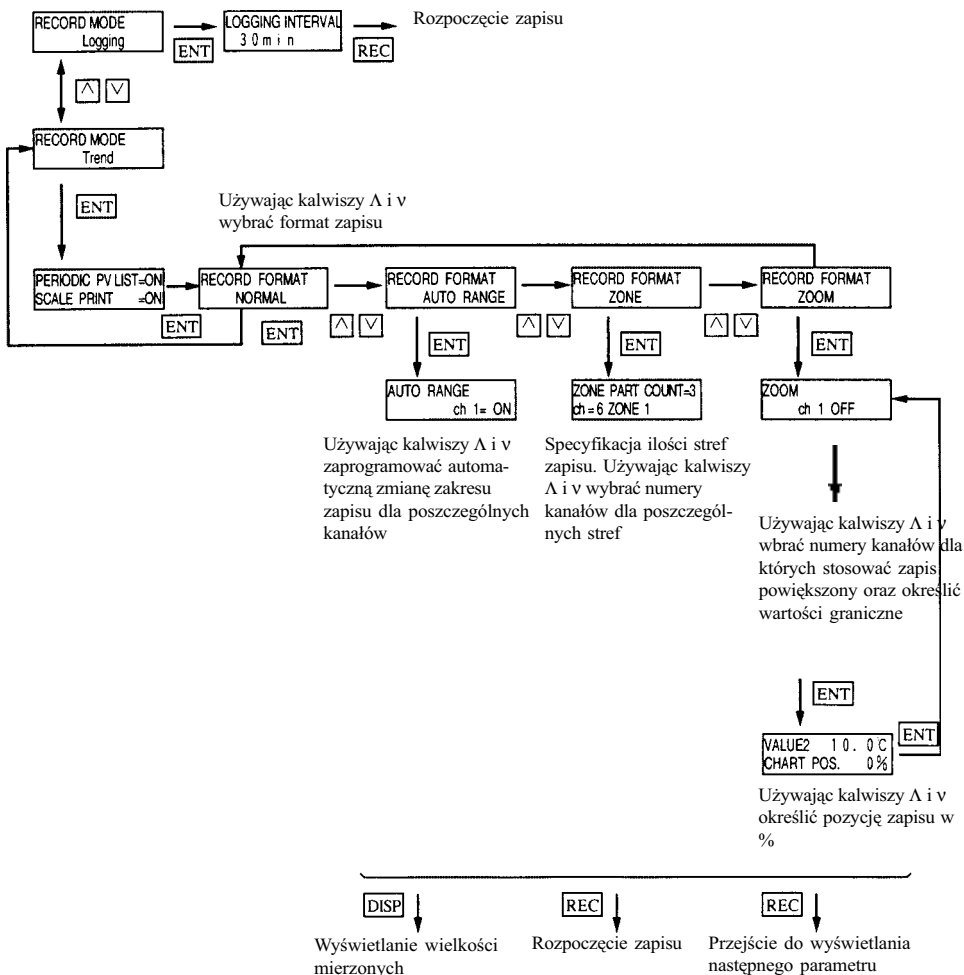 RECORD MODE
Logging
ENT
LOGGING INTERVAL
30min
REC
Rozpoczęcie zapisu
∧ ∨
RECORD MODE
Trend
ENT
Używając kalwiszy Λ i ν
wybrać format zapisu
PERIODIC PV LIST=ON
SCALE PRINT =ON
ENT
RECORD FORMAT
NORMAL
ENT
∧ ∨
RECORD FORMAT
AUTO RANGE
∧ ∨
RECORD FORMAT
ZONE
∧ ∨
RECORD FORMAT
ZOOM
ENT
ENT
ENT
AUTO RANGE
ch 1= ON
Używając kalwiszy Λ i ν
zaprogramować automa-
tyczną zmianę zakresu
zapisu dla poszczególnych
kanałów
ZONE PART COUNT=3
ch=6 ZONE 1
Specyfikacja ilości stref
zapisu. Używając kalwiszy
Λ i ν wybrać numery
kanałów dla poszczegól-
nych stref
ZOOM
ch 1 OFF
Używając kalwiszy Λ i ν
wbrać numery kanałów dla
których stosować zapis
powiększony oraz określić
wartości graniczne
ENT
VALUE2 10. 0℃
CHART POS. 0%
ENT
Używając kalwiszy Λ i ν
określić pozycję zapisu w
%
DISP
Wyświetlanie wielkości
mierzonych
REC
Rozpoczęcie zapisu
REC
Przejście do wyświetlania
następnego parametru